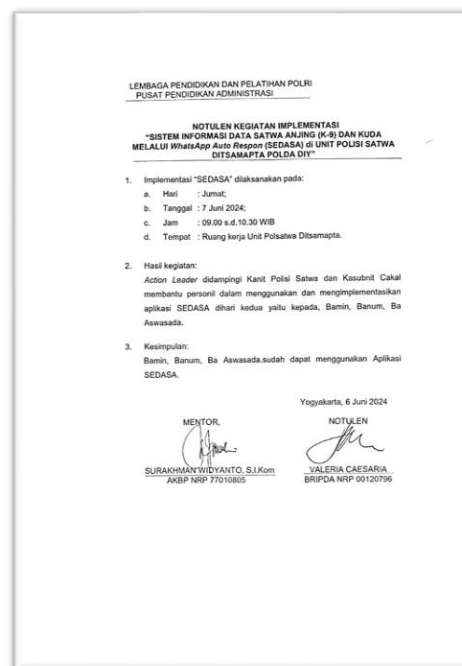 LEMBAGA PENDIDIKAN DAN PELATIHAN POLRI
PUSAT PENDIDIKAN ADMINISTRASI
NOTULEN KEGIATAN IMPLEMENTASI
"SISTEM INFORMASI DATA SATWA ANJING (K-9) DAN KUDA
MELALUI WhatsApp Auto Respon (SEDASA) di UNIT POLISI SATWA
DITSAMAPTA POLDA DIY"
1. Implementasi "SEDASA" dilaksanakan pada:
a. Hari : Jumat;
b. Tanggal : 7 Juni 2024;
c. Jam : 09.00 s.d.10.30 WIB
d. Tempat : Ruang kerja Unit Polsatwa Ditsamapta.
2. Hasil kegiatan:
Action Leader didampingi Kanit Polisi Satwa dan Kasubnit Cakal
membantu personil dalam menggunakan dan mengimplementasikan
aplikasi SEDASA dihari kedua yaitu kepada, Bamin, Banum, Ba
Aswasada.
3. Kesimpulan:
Bamin, Banum, Ba Aswasada.sudah dapat menggunakan Aplikasi
SEDASA.
Yogyakarta, 6 Juni 2024
MENTOR, NOTULEN
SURAKHMAN WIDYANTO, S.I.Kom VALERIA CAESARIA
AKBP NRP 77010805 BRIPDA NRP 00120796